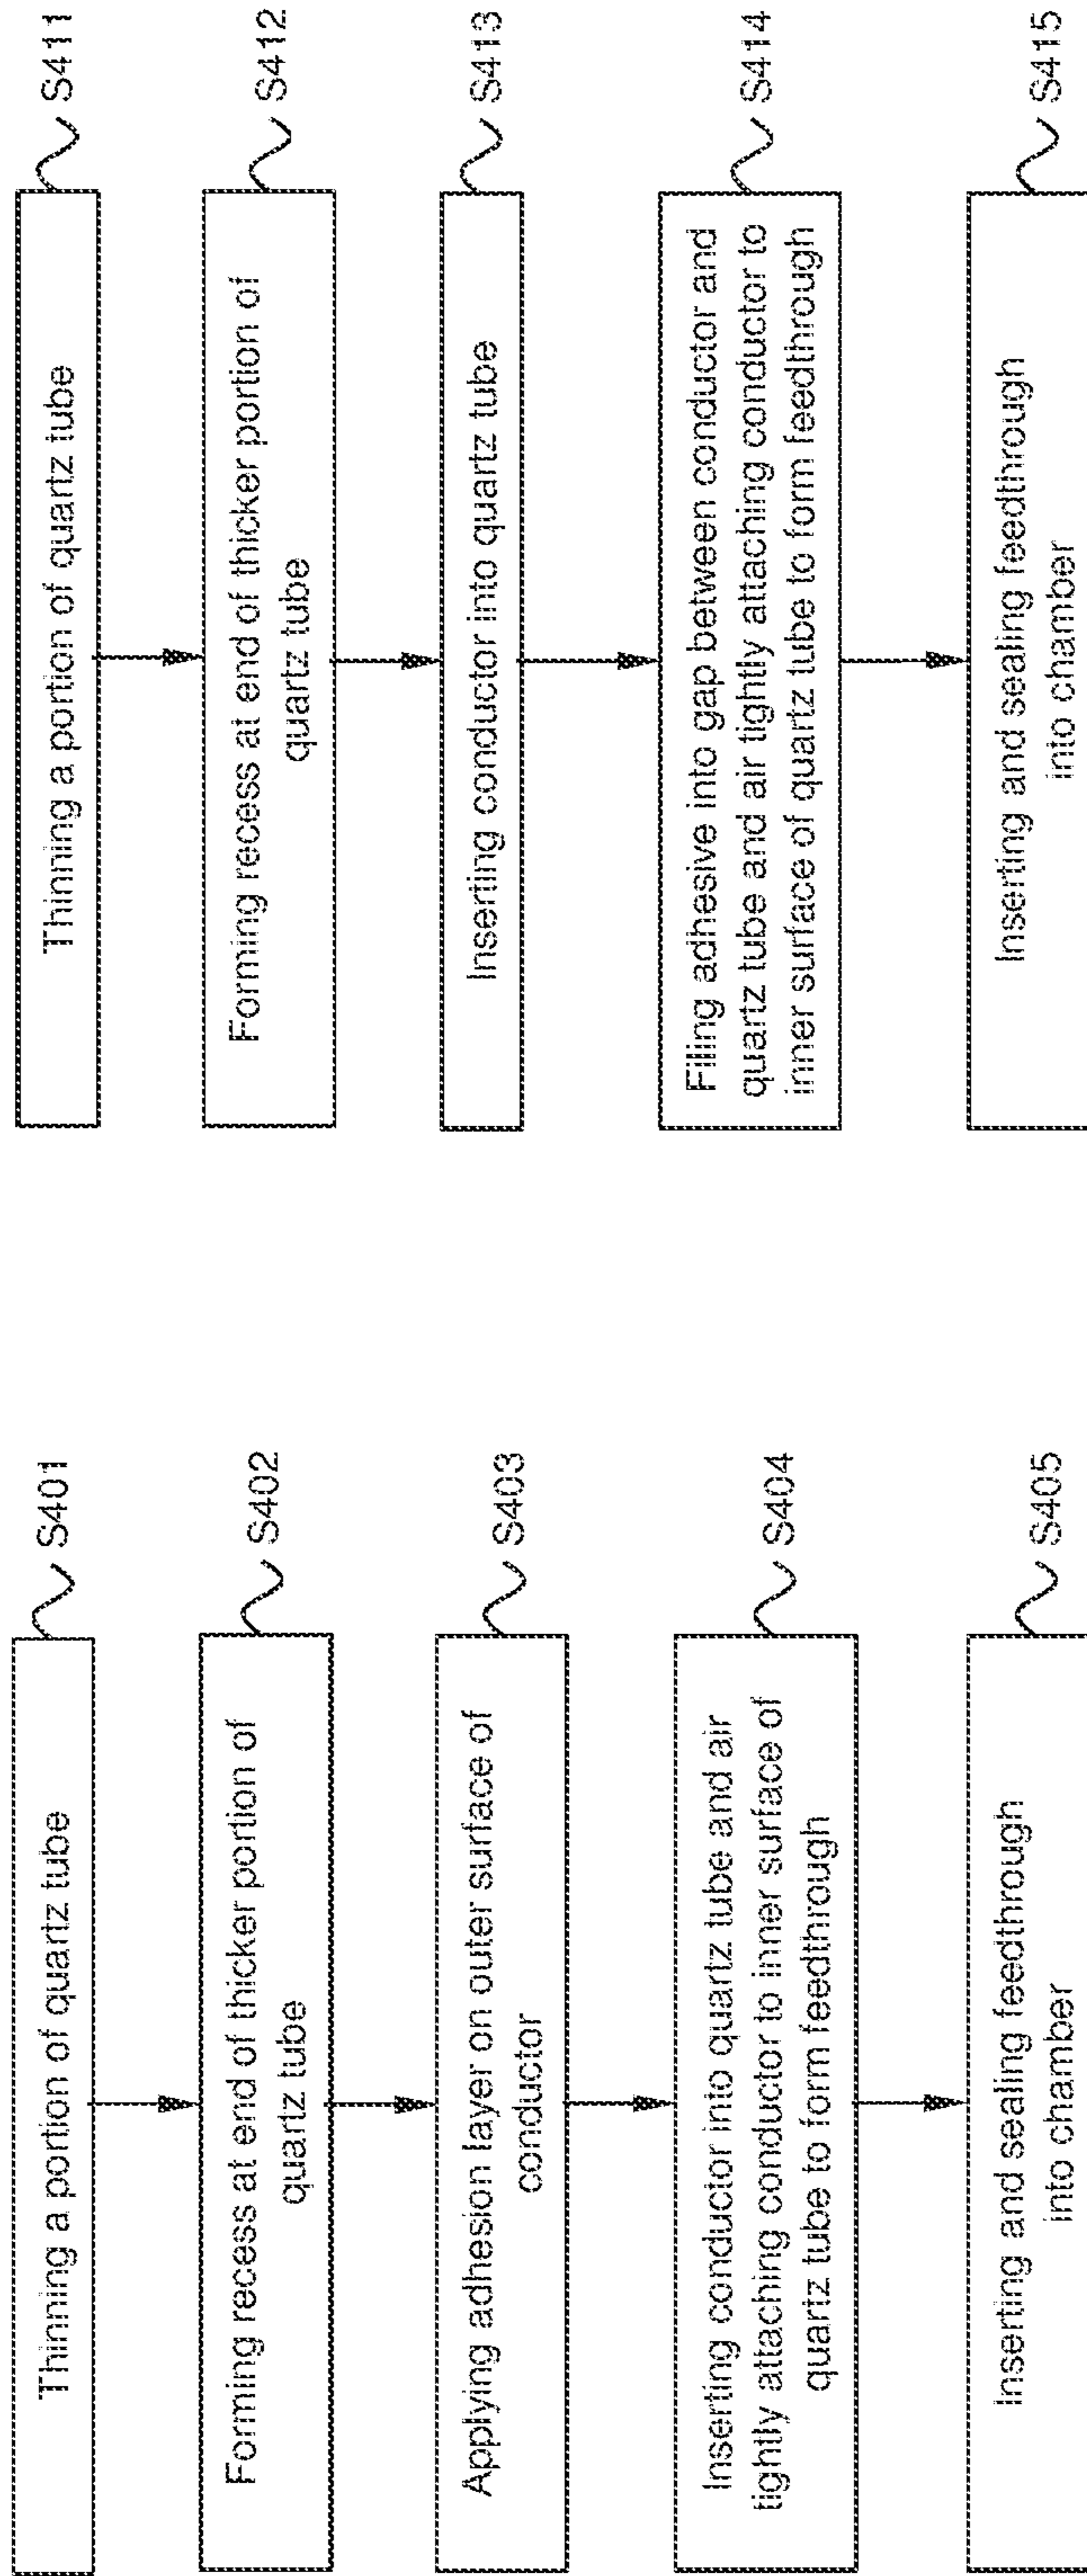 Thinning a portion of quartz tube
S401
Forming recess at end of thicker portion of
quartz tube
S402
Applying adhesion layer on outer surface of
conductor
S403
Inserting conductor into quartz tube and air
tightly attaching conductor to inner surface of
quartz tube to form feedthrough
S404
Inserting and sealing feedthrough
into chamber
S405
Thinning a portion of quartz tube
S411
Forming recess at end of thicker portion of
quartz tube
S412
Inserting conductor into quartz tube
S413
Filing adhesive into gap between conductor and
quartz tube and air tightly attaching conductor to
inner surface of quartz tube to form feedthrough
S414
Inserting and sealing feedthrough
into chamber
S415